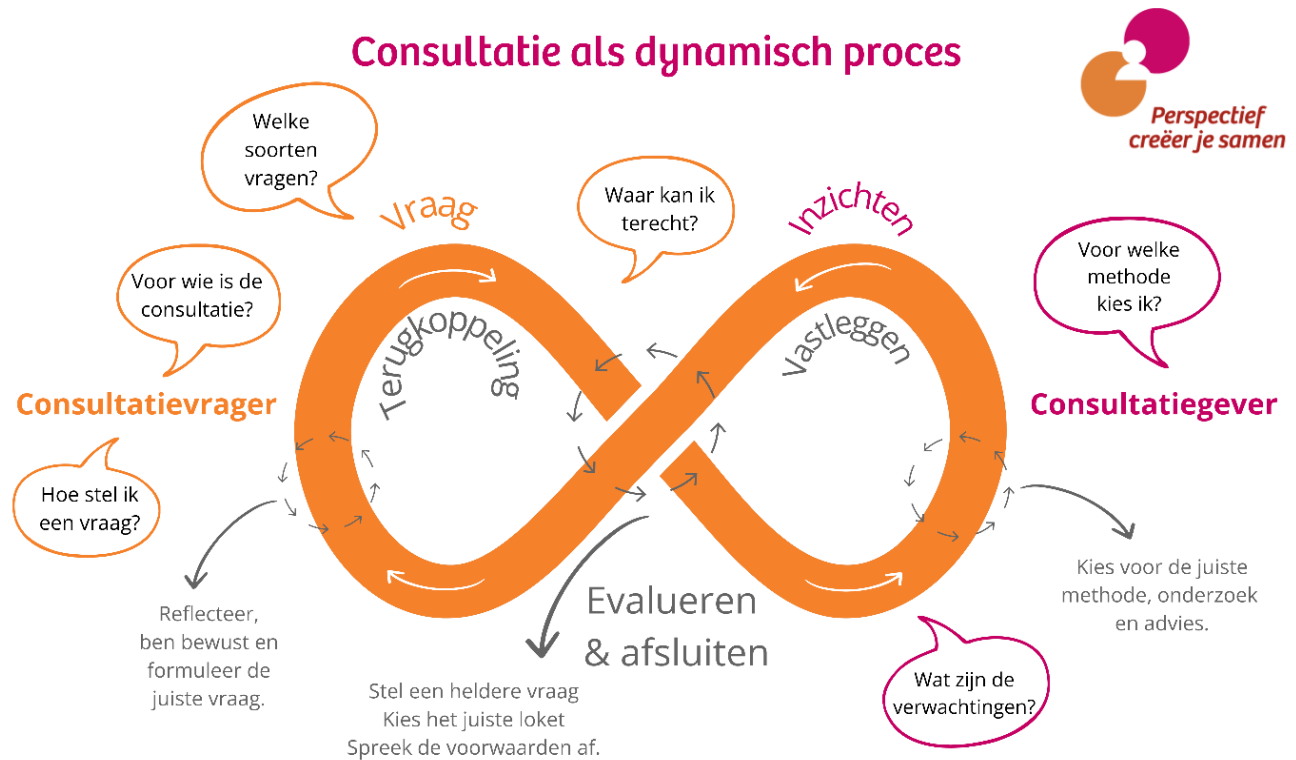 Consultatie als dynamisch proces
Perspectief
creëer je samen
Welke
soorten
vragen?
Vraag
Waar kan ik
terecht?
Inzichten
Voor welke
methode
kies ik?
Voor wie is de
consultatie?
Terugkoppeling
Vastleggen
Consultatievrager
Consultatiegever
Hoe stel ik
een vraag?
Reflecteer,
ben bewust en
formuleer de
juiste vraag.
Evalueren
& afsluiten
Kies voor de juiste
methode, onderzoek
en advies.
Stel een heldere vraag
Kies het juiste loket
Spreek de voorwaarden af.
Wat zijn de
verwachtingen?